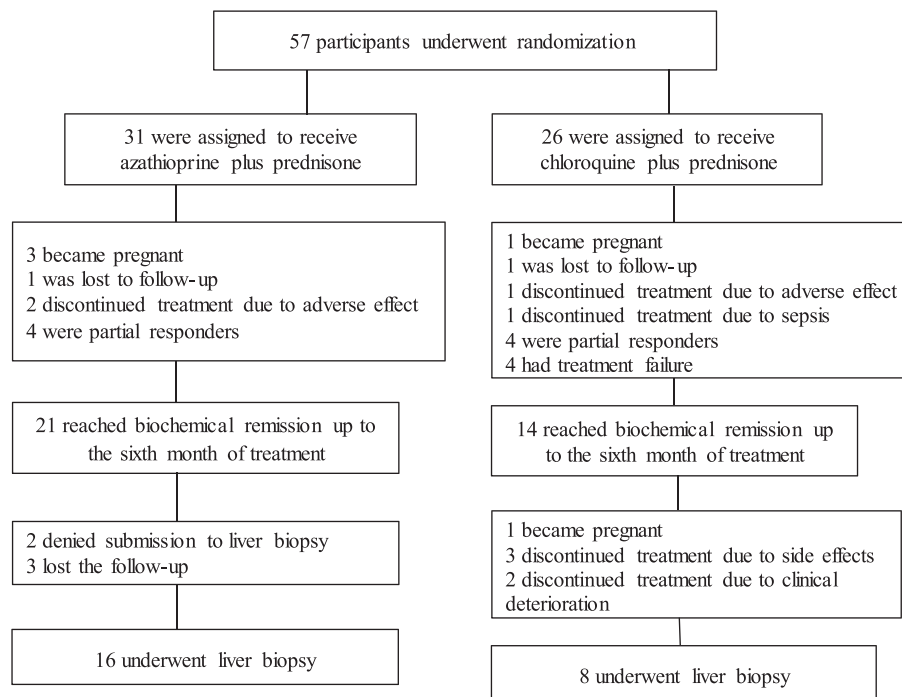 57 participants underwent randomization
31 were assigned to receive
azathioprine plus prednisone
26 were assigned to receive
chloroquine plus prednisone
3 became pregnant
1 was lost to follow-up
2 discontinued treatment due to adverse effect
4 were partial responders
1 became pregnant
1 was lost to follow-up
1 discontinued treatment due to adverse effect
1 discontinued treatment due to sepsis
4 were partial responders
4 had treatment failure
21 reached biochemical remission up to
the sixth month of treatment
14 reached biochemical remission up
to the sixth month of treatment
2 denied submission to liver biopsy
3 lost the follow-up
1 became pregnant
3 discontinued treatment due to side effects
2 discontinued treatment due to clinical
deterioration
16 underwent liver biopsy
8 underwent liver biopsy